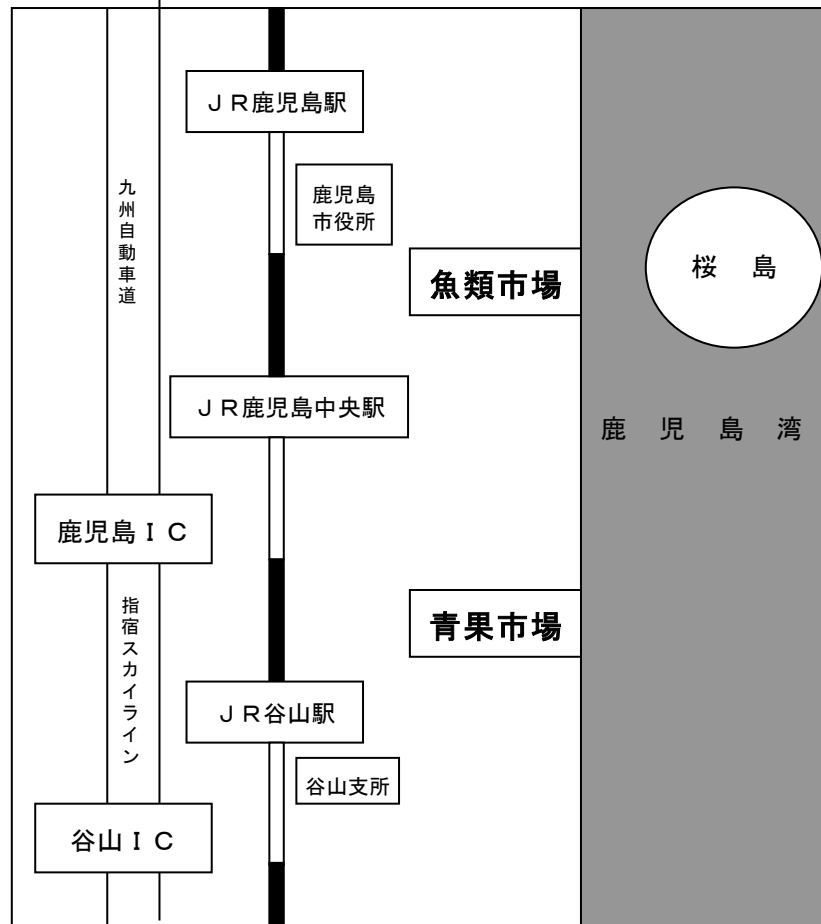 ＪＲ鹿児島駅
九州自動車道
鹿児島
市役所
魚類市場
桜　島
ＪＲ鹿児島中央駅
鹿　児　島　湾
鹿児島ＩＣ
指宿スカイライン
青果市場
ＪＲ谷山駅
谷山支所
谷山ＩＣ